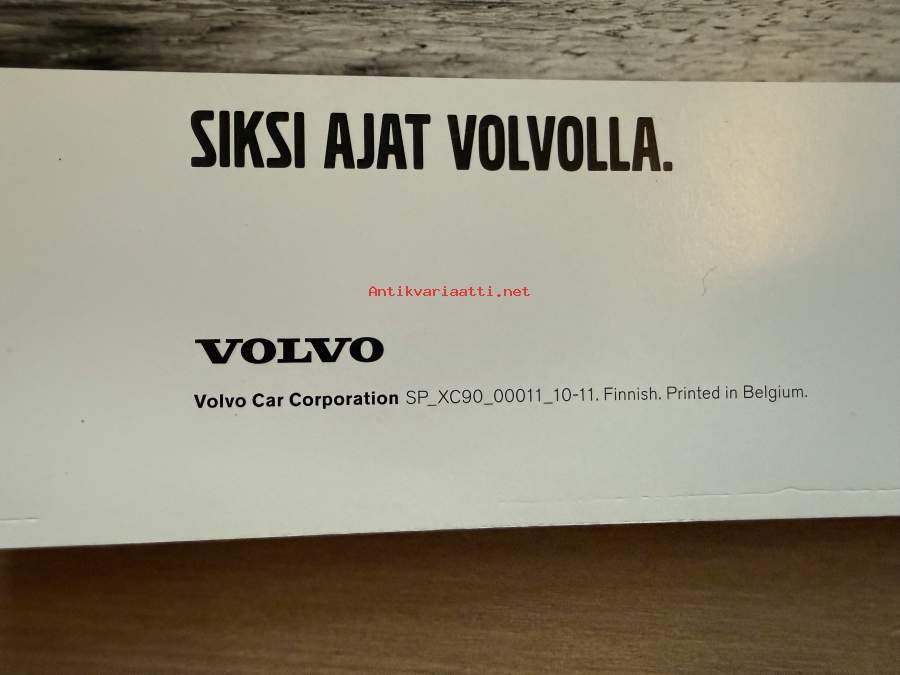 SIKSI AJAT VOLVOLLA.
Antikvariaatti.net
VOLVO
Volvo Car Corporation SP_XC90_00011_10-11. Finnish. Printed in Belgium.